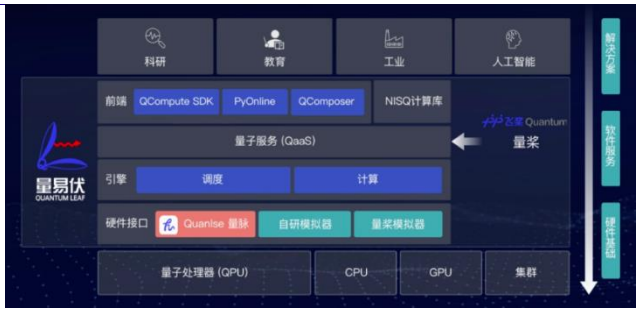 科研
教育
工业
人工智能
解决方案
前端
QCompute SDK
PyOnline
QComposer
NISQ计算库
量子服务 (QaaS)
飞桨 Quantum
量桨
软件服务
量易伏
QUANTUM LEAF
引擎
调度
计算
硬件接口
Quanlse 量脉
自研模拟器
量桨模拟器
硬件基础
量子处理器 (QPU)
CPU
GPU
集群